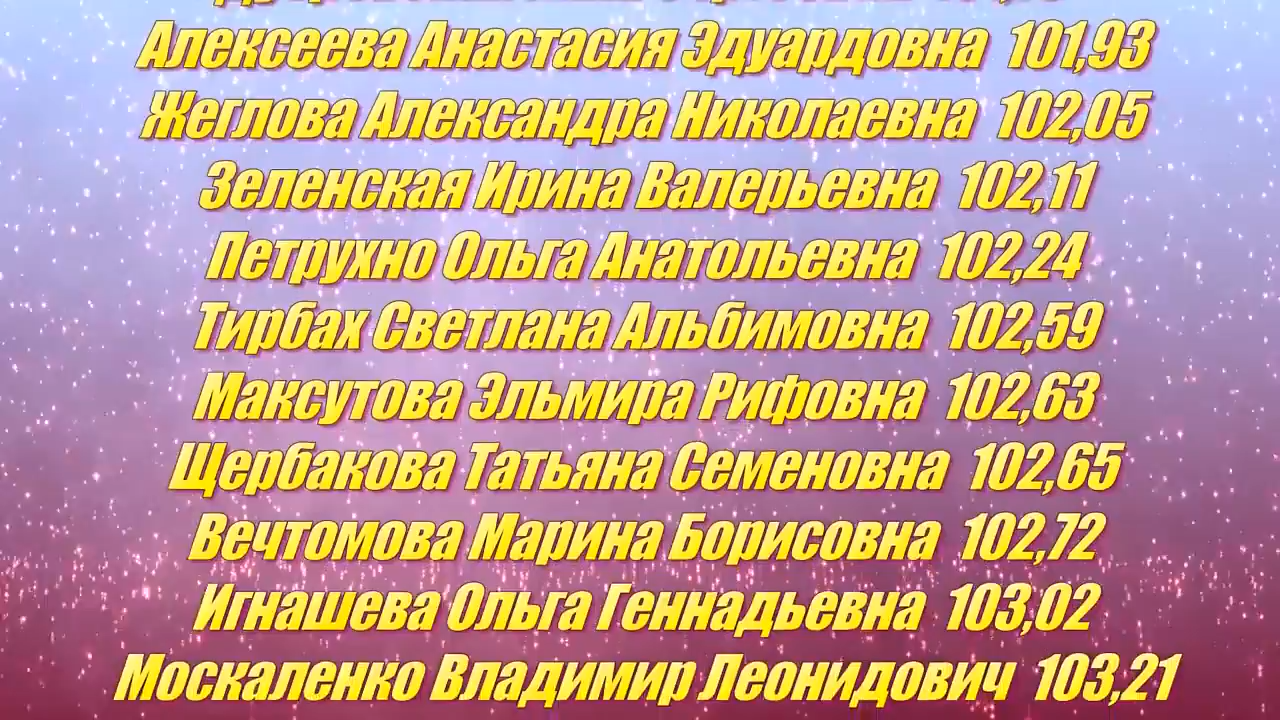 Алексеева Анастасия Эдуардовна 101,93
Жеглова Александра Николаевна 102,05
Зеленская Ирина Валерьевна 102,11
Петрухно Ольга Анатольевна 102,24
Тирбах Светлана Альбимовна 102,59
Максутова Эльмира Рифовна 102,63
Щербакова Татьяна Семеновна 102,65
Вечтомова Марина Борисовна 102,72
Игнашева Ольга Геннадьевна 103,02
Москаленко Владимир Леонидович 103,21